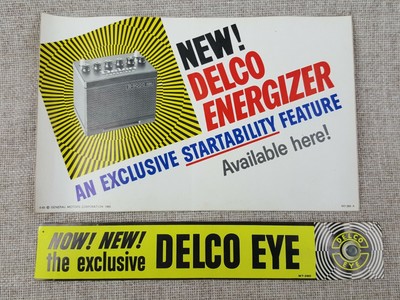 NEW!
DELCO
ENERGIZER
AN EXCLUSIVE STARTABILITY FEATURE
Available here!
NOW! NEW!
the exclusive
DELCO EYE
DELCO
EYE